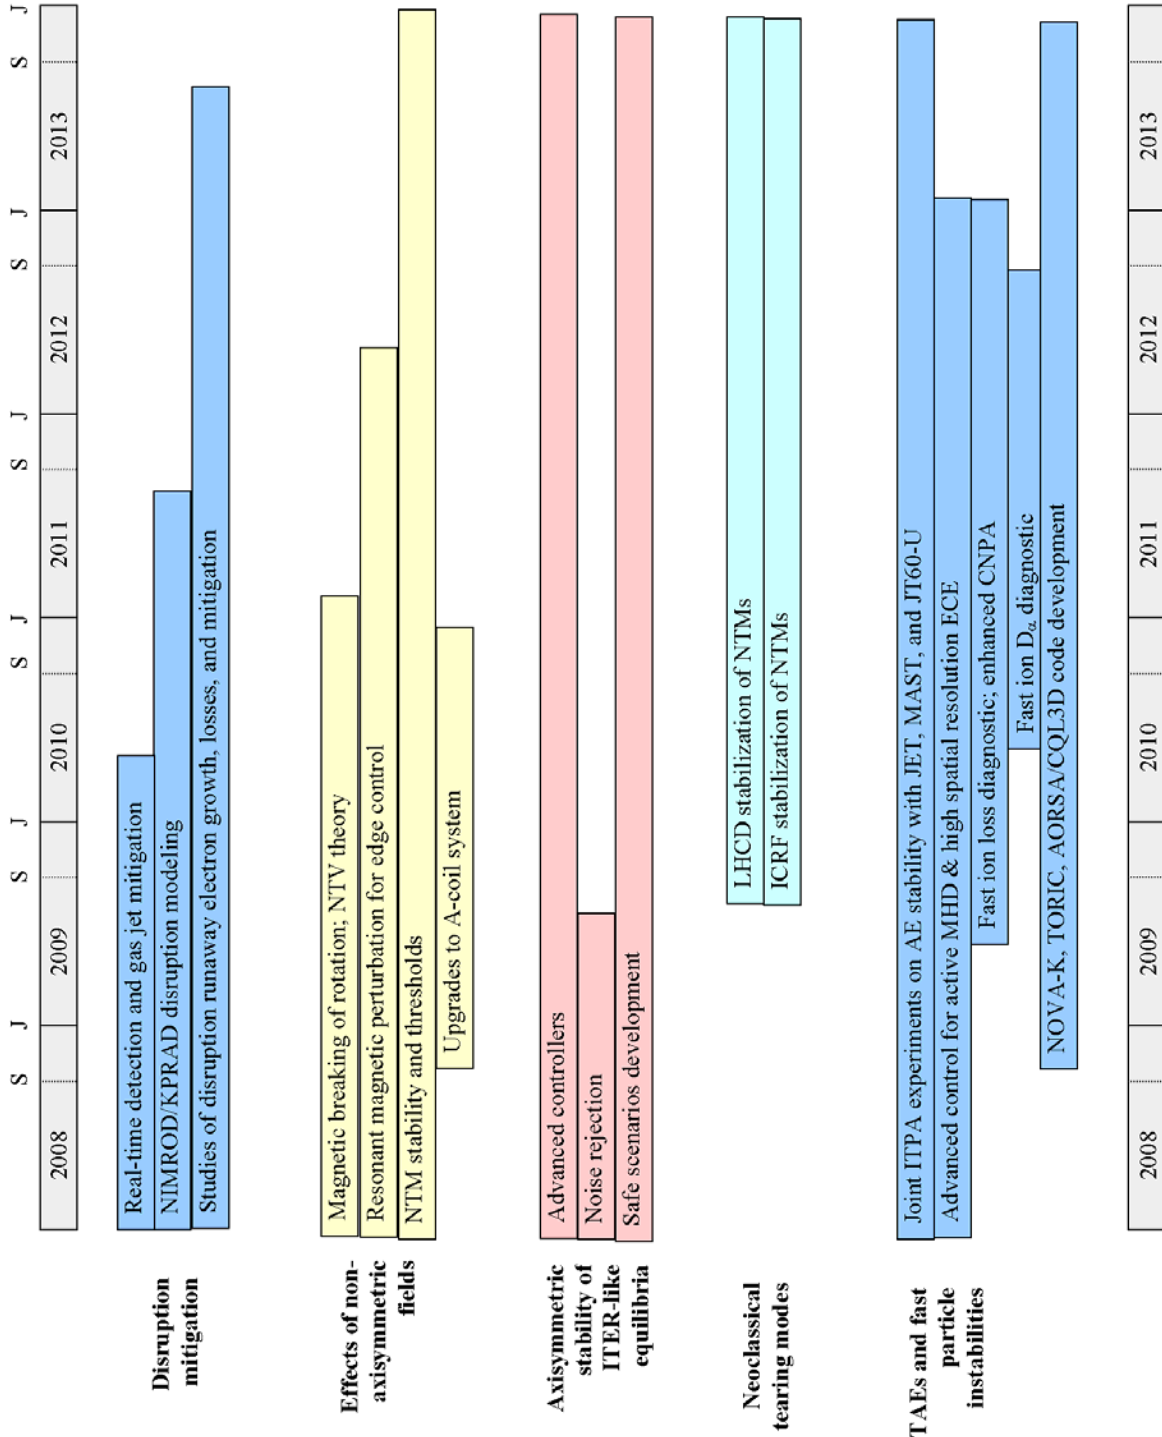 S J S J S J S J S J S J
2008 2009 2010 2011 2012 2013
Disruption
mitigation
Real-time detection and gas jet mitigation
NIMROD/KPRAD disruption modeling
Studies of disruption runaway electron growth, losses, and mitigation
Effects of non-
axisymmetric
fields
Magnetic breaking of rotation; NTV theory
Resonant magnetic perturbation for edge control
NTM stability and thresholds
Upgrades to A-coil system
Axisymmetric
stability of
ITER-like
equilibria
Advanced controllers
Noise rejection
Safe scenarios development
Neoclassical
tearing modes
LHCD stabilization of NTMs
ICRF stabilization of NTMs
TAEs and fast
particle
instabilities
Joint ITPA experiments on AE stability with JET, MAST, and JT60-U
Advanced control for active MHD & high spatial resolution ECE
Fast ion loss diagnostic; enhanced CNPA
Fast ion Dα diagnostic
NOVA-K, TORIC, AORSA/CQL3D code development
2008 2009 2010 2011 2012 2013